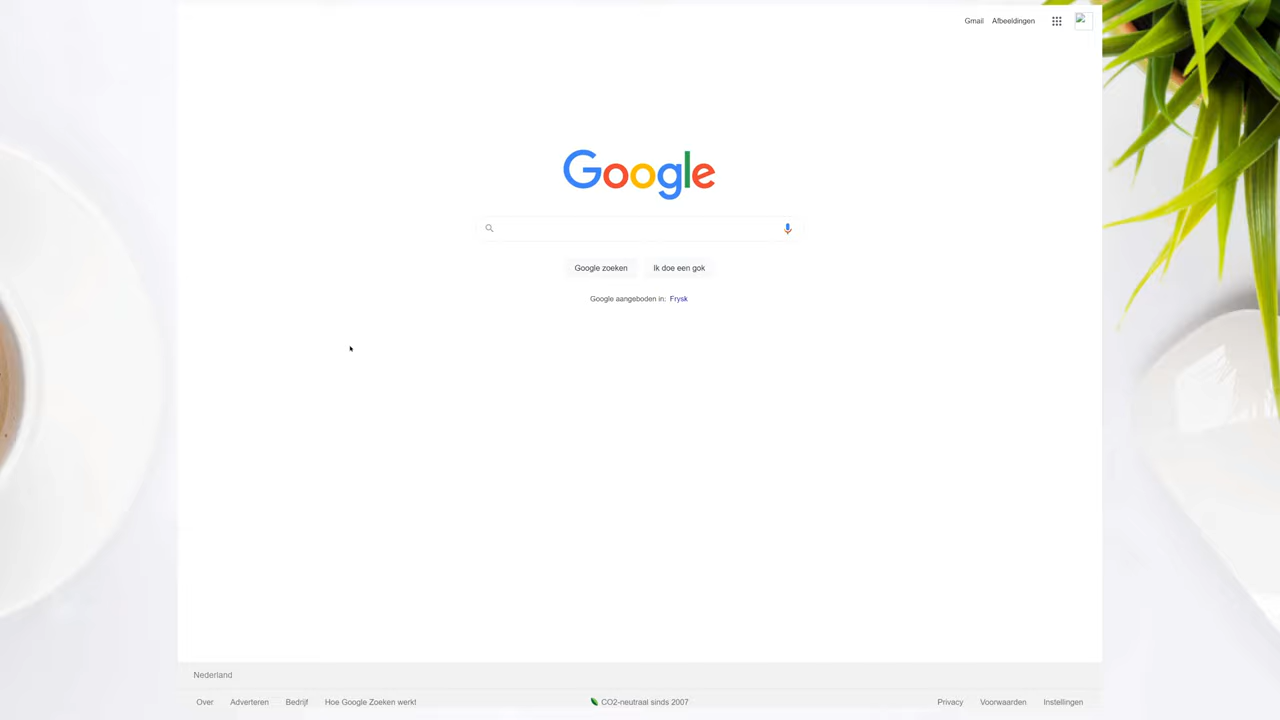 Gmail Afbeeldingen
Google
Google zoeken Ik doe een gok
Google aangeboden in: Frysk
Nederland
Over Adverteren Bedrijf Hoe Google Zoeken werkt CO2-neutraal sinds 2007 Privacy Voorwaarden Instellingen